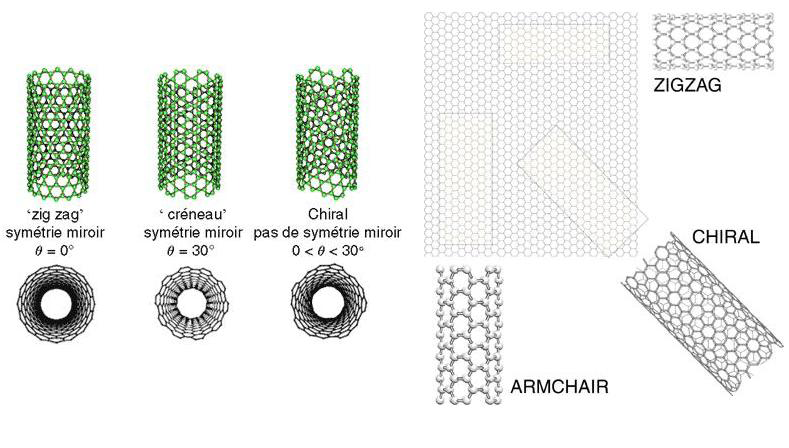 'zig zag'
symétrie miroir
θ = 0°
' créneau'
symétrie miroir
θ = 30°
Chiral
pas de symétrie miroir
0 < θ < 30°
ZIGZAG
CHIRAL
ARMCHAIR